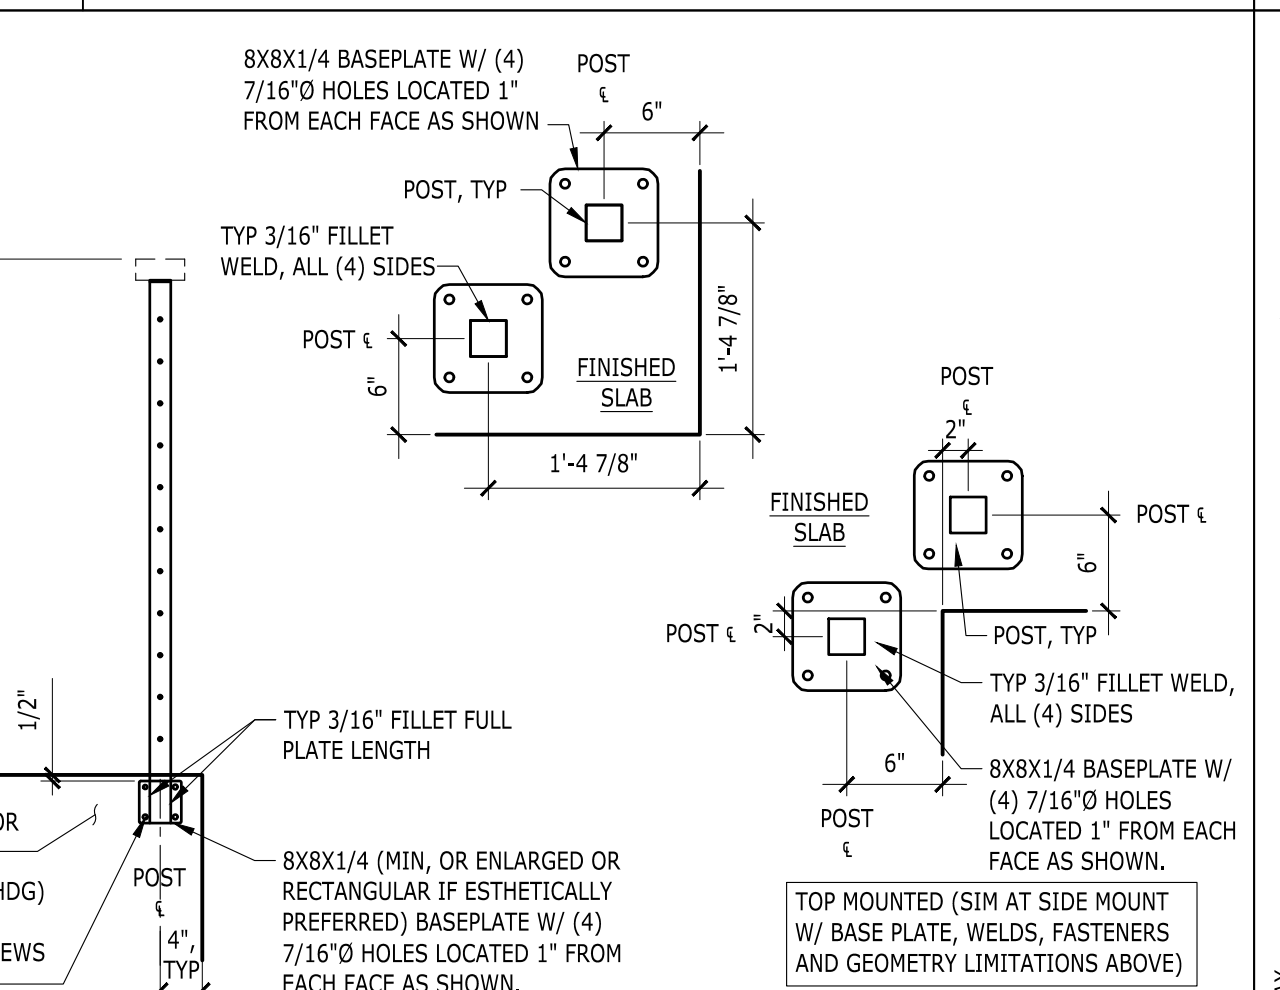 8X8X1/4 BASEPLATE W/ (4)
7/16"Ø HOLES LOCATED 1"
FROM EACH FACE AS SHOWN
POST
℄
6"
POST, TYP
TYP 3/16" FILLET
WELD, ALL (4) SIDES
POST ℄
6"
FINISHED
SLAB
1'-4 7/8"
1'-4 7/8"
POST
℄
2"
FINISHED
SLAB
POST ℄
6"
POST ℄
2"
POST, TYP
TYP 3/16" FILLET WELD,
ALL (4) SIDES
6"
POST
℄
8X8X1/4 BASEPLATE W/
(4) 7/16"Ø HOLES
LOCATED 1" FROM EACH
FACE AS SHOWN.
TOP MOUNTED (SIM AT SIDE MOUNT
W/ BASE PLATE, WELDS, FASTENERS
AND GEOMETRY LIMITATIONS ABOVE)
1/2"
TYP 3/16" FILLET FULL
PLATE LENGTH
OR
HDG)
EWS
POST
℄
4",
TYP
8X8X1/4 (MIN, OR ENLARGED OR
RECTANGULAR IF ESTHETICALLY
PREFERRED) BASEPLATE W/ (4)
7/16"Ø HOLES LOCATED 1" FROM
EACH FACE AS SHOWN.